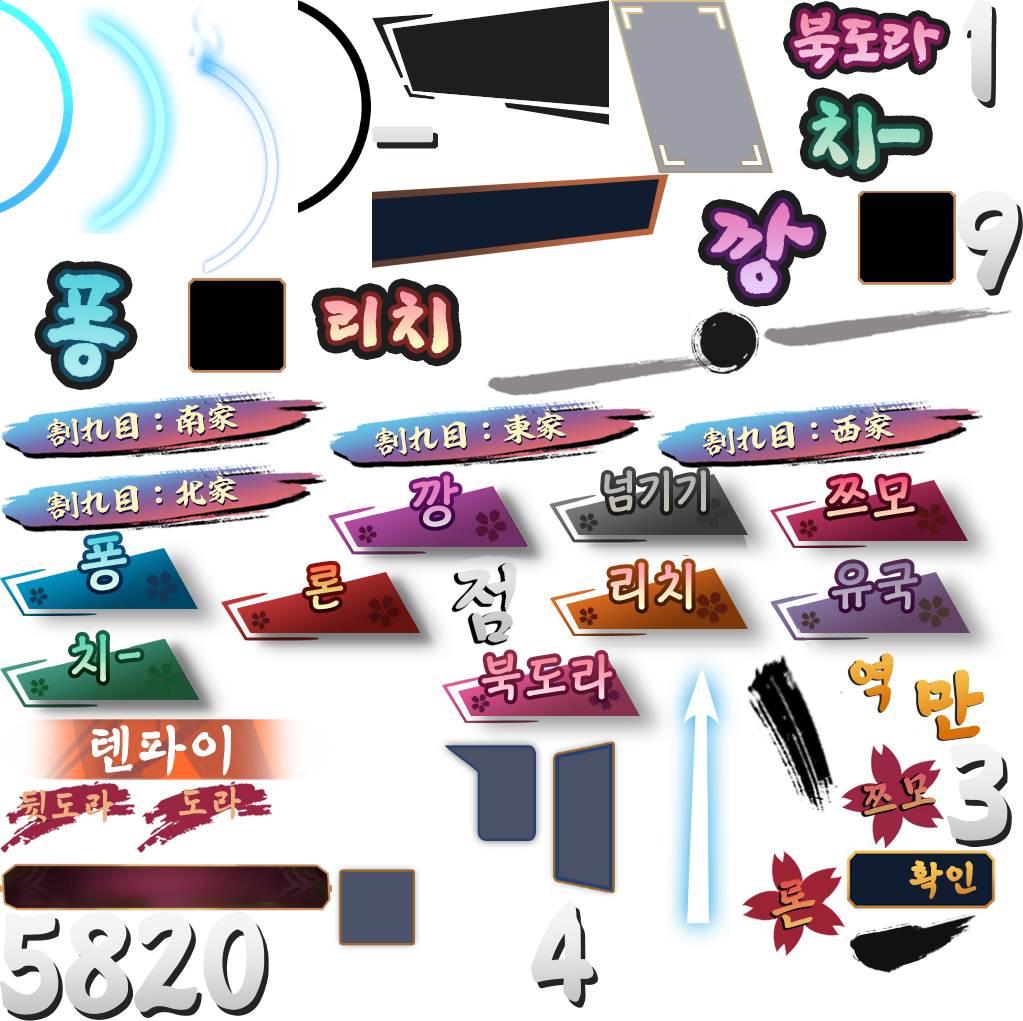 북도라
1
치-
깡
9
퐁
리치
割れ目：南家
割れ目：東家
割れ目：西家
割れ目：北家
깡
넘기기
쯔모
퐁
론
점
리치
유국
치-
북도라
역
만
텐파이
뒷도라
도라
쯔모
3
론
확인
5820
4